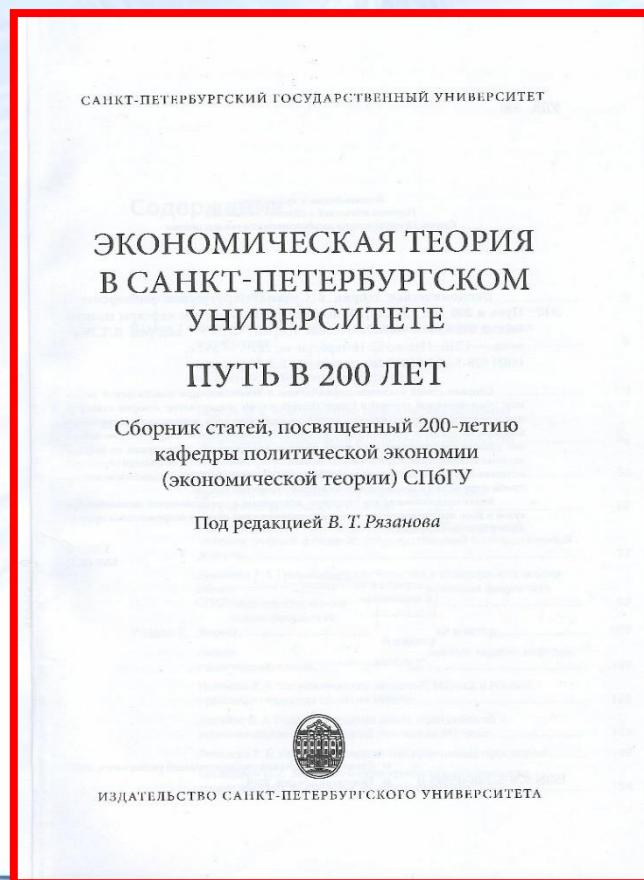 САНКТ-ПЕТЕРБУРГСКИЙ ГОСУДАРСТВЕННЫЙ УНИВЕРСИТЕТ
ЭКОНОМИЧЕСКАЯ ТЕОРИЯ
В САНКТ-ПЕТЕРБУРГСКОМ
УНИВЕРСИТЕТЕ
ПУТЬ В 200 ЛЕТ
Сборник статей, посвященный 200-летию
кафедры политической экономии
(экономической теории) СПбГУ
Под редакцией В. Т. Рязанова
ИЗДАТЕЛЬСТВО САНКТ-ПЕТЕРБУРГСКОГО УНИВЕРСИТЕТА